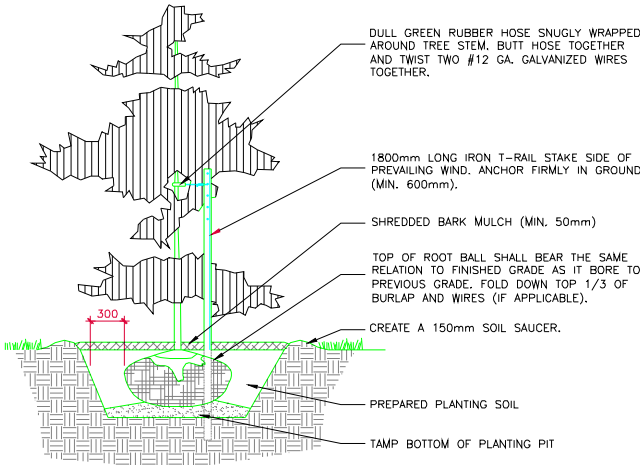 DULL GREEN RUBBER HOSE SNUGLY WRAPPED
AROUND TREE STEM. BUTT HOSE TOGETHER
AND TWIST TWO #12 GA. GALVANIZED WIRES
TOGETHER.
1800mm LONG IRON T-RAIL STAKE SIDE OF
PREVAILING WIND. ANCHOR FIRMLY IN GROUND
(MIN. 600mm).
SHREDDED BARK MULCH (MIN. 50mm)
TOP OF ROOT BALL SHALL BEAR THE SAME
RELATION TO FINISHED GRADE AS IT BORE TO
PREVIOUS GRADE. FOLD DOWN TOP 1/3 OF
BURLAP AND WIRES (IF APPLICABLE).
300
CREATE A 150mm SOIL SAUCER.
PREPARED PLANTING SOIL
TAMP BOTTOM OF PLANTING PIT